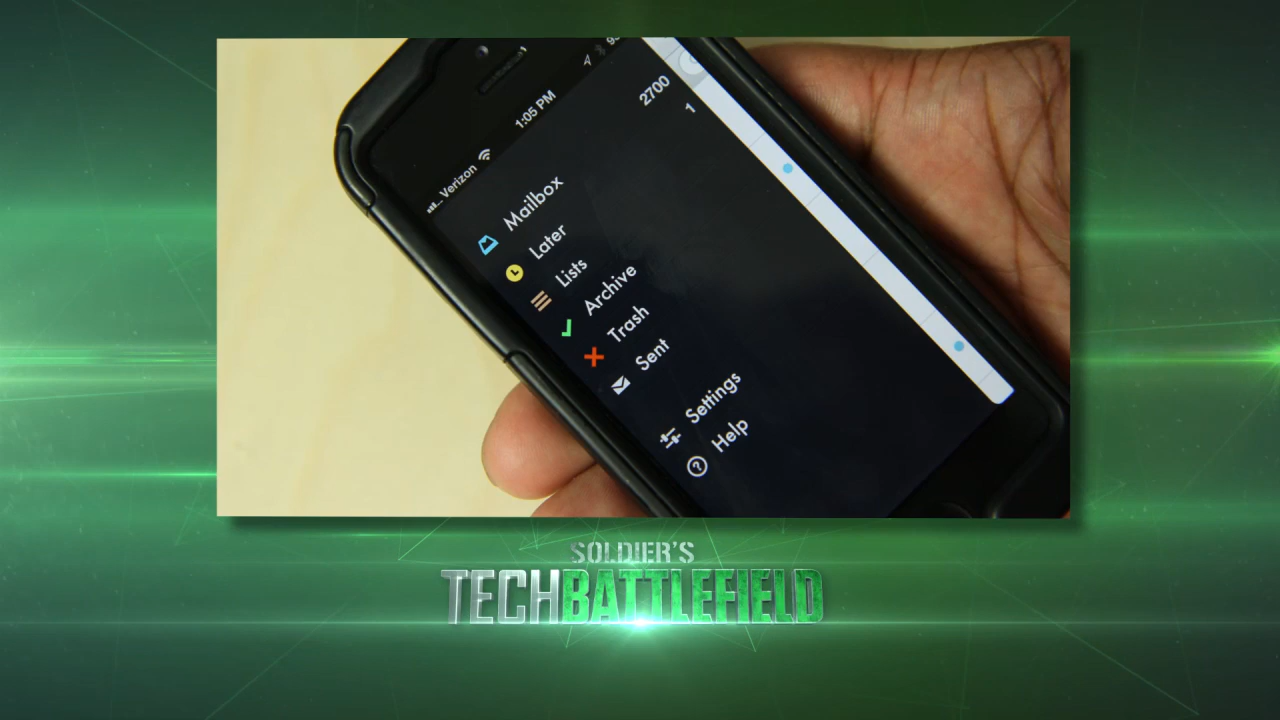 Verizon 1:05 PM
Mailbox 2700
Later 1
Lists
Archive
Trash
Sent
Settings
Help
SOLDIER'S
TECHBATTLEFIELD